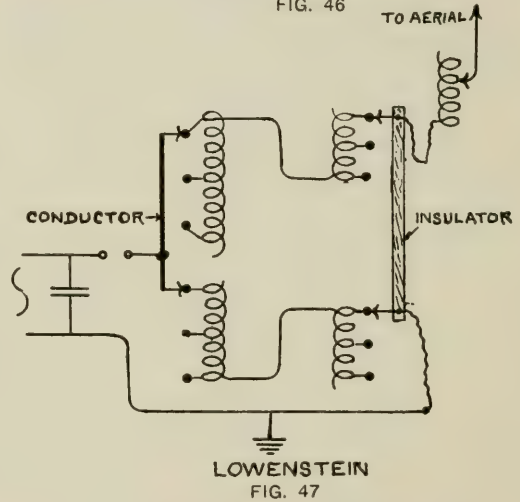 FIG. 46
TO AERIAL
CONDUCTOR
INSULATOR
LOWENSTEIN
FIG. 47